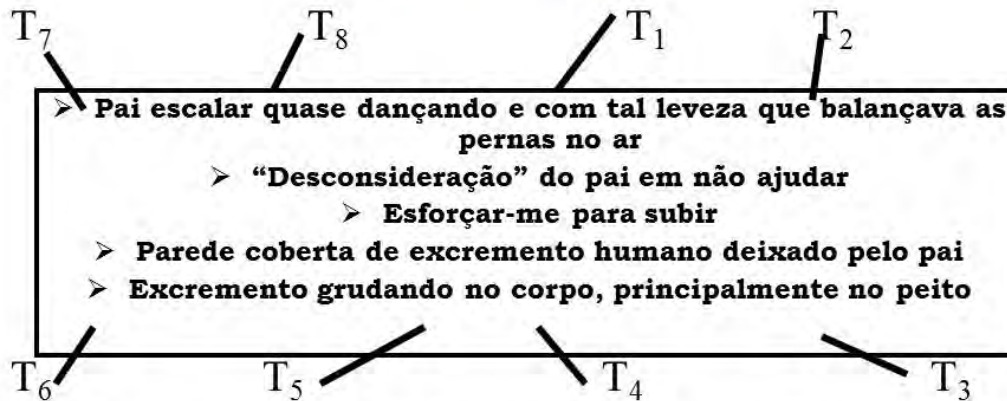 T7 T8 T1 T2
➢ Pai escalar quase dançando e com tal leveza que balançava as
pernas no ar
➢ “Desconsideração” do pai em não ajudar
➢ Esforçar-me para subir
➢ Parede coberta de excremento humano deixado pelo pai
➢ Excremento grudando no corpo, principalmente no peito
T6 T5 T4 T3